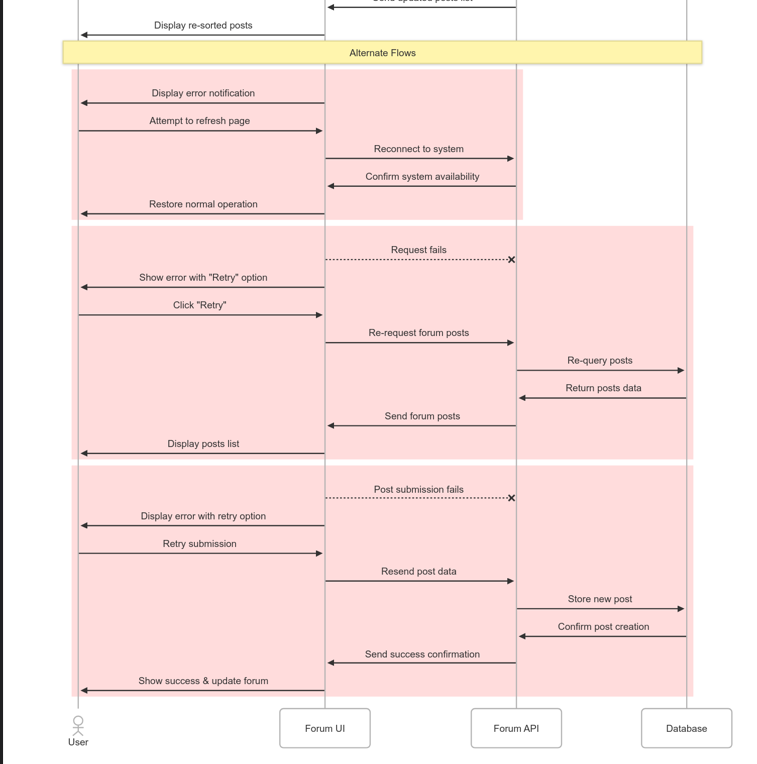 Send updated posts list
Display re-sorted posts
Alternate Flows
Display error notification
Attempt to refresh page
Reconnect to system
Confirm system availability
Restore normal operation
Request fails
Show error with "Retry" option
Click "Retry"
Re-request forum posts
Re-query posts
Return posts data
Send forum posts
Display posts list
Post submission fails
Display error with retry option
Retry submission
Resend post data
Store new post
Confirm post creation
Send success confirmation
Show success & update forum
Forum UI
Forum API
Database
User